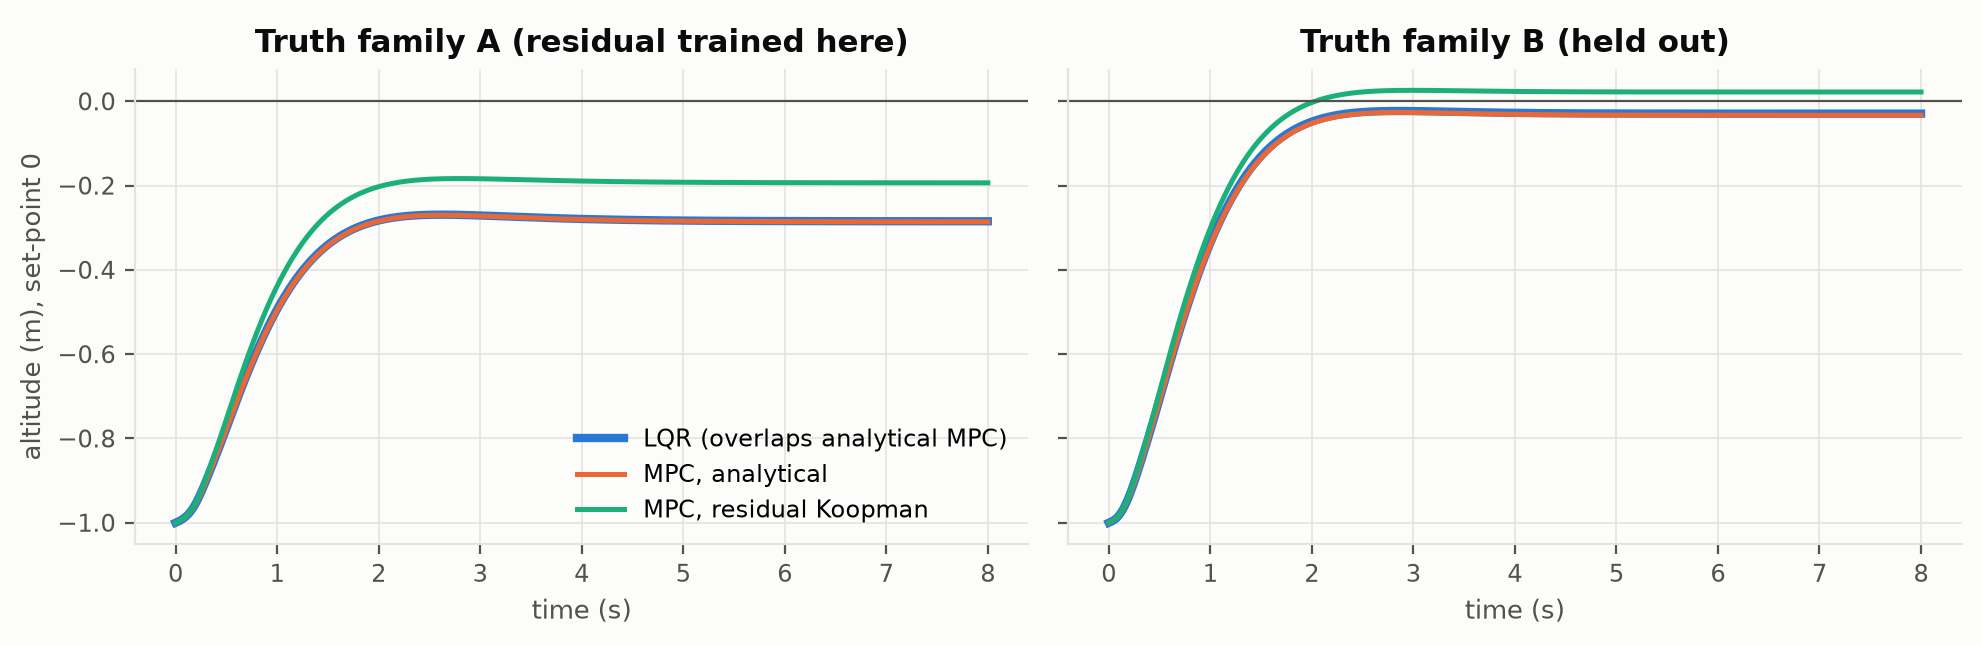 Truth family A (residual trained here)
Truth family B (held out)
altitude (m), set-point 0
0.0
−0.2
−0.4
−0.6
−0.8
−1.0
LQR (overlaps analytical MPC)
MPC, analytical
MPC, residual Koopman
0 1 2 3 4 5 6 7 8
time (s)
0 1 2 3 4 5 6 7 8
time (s)